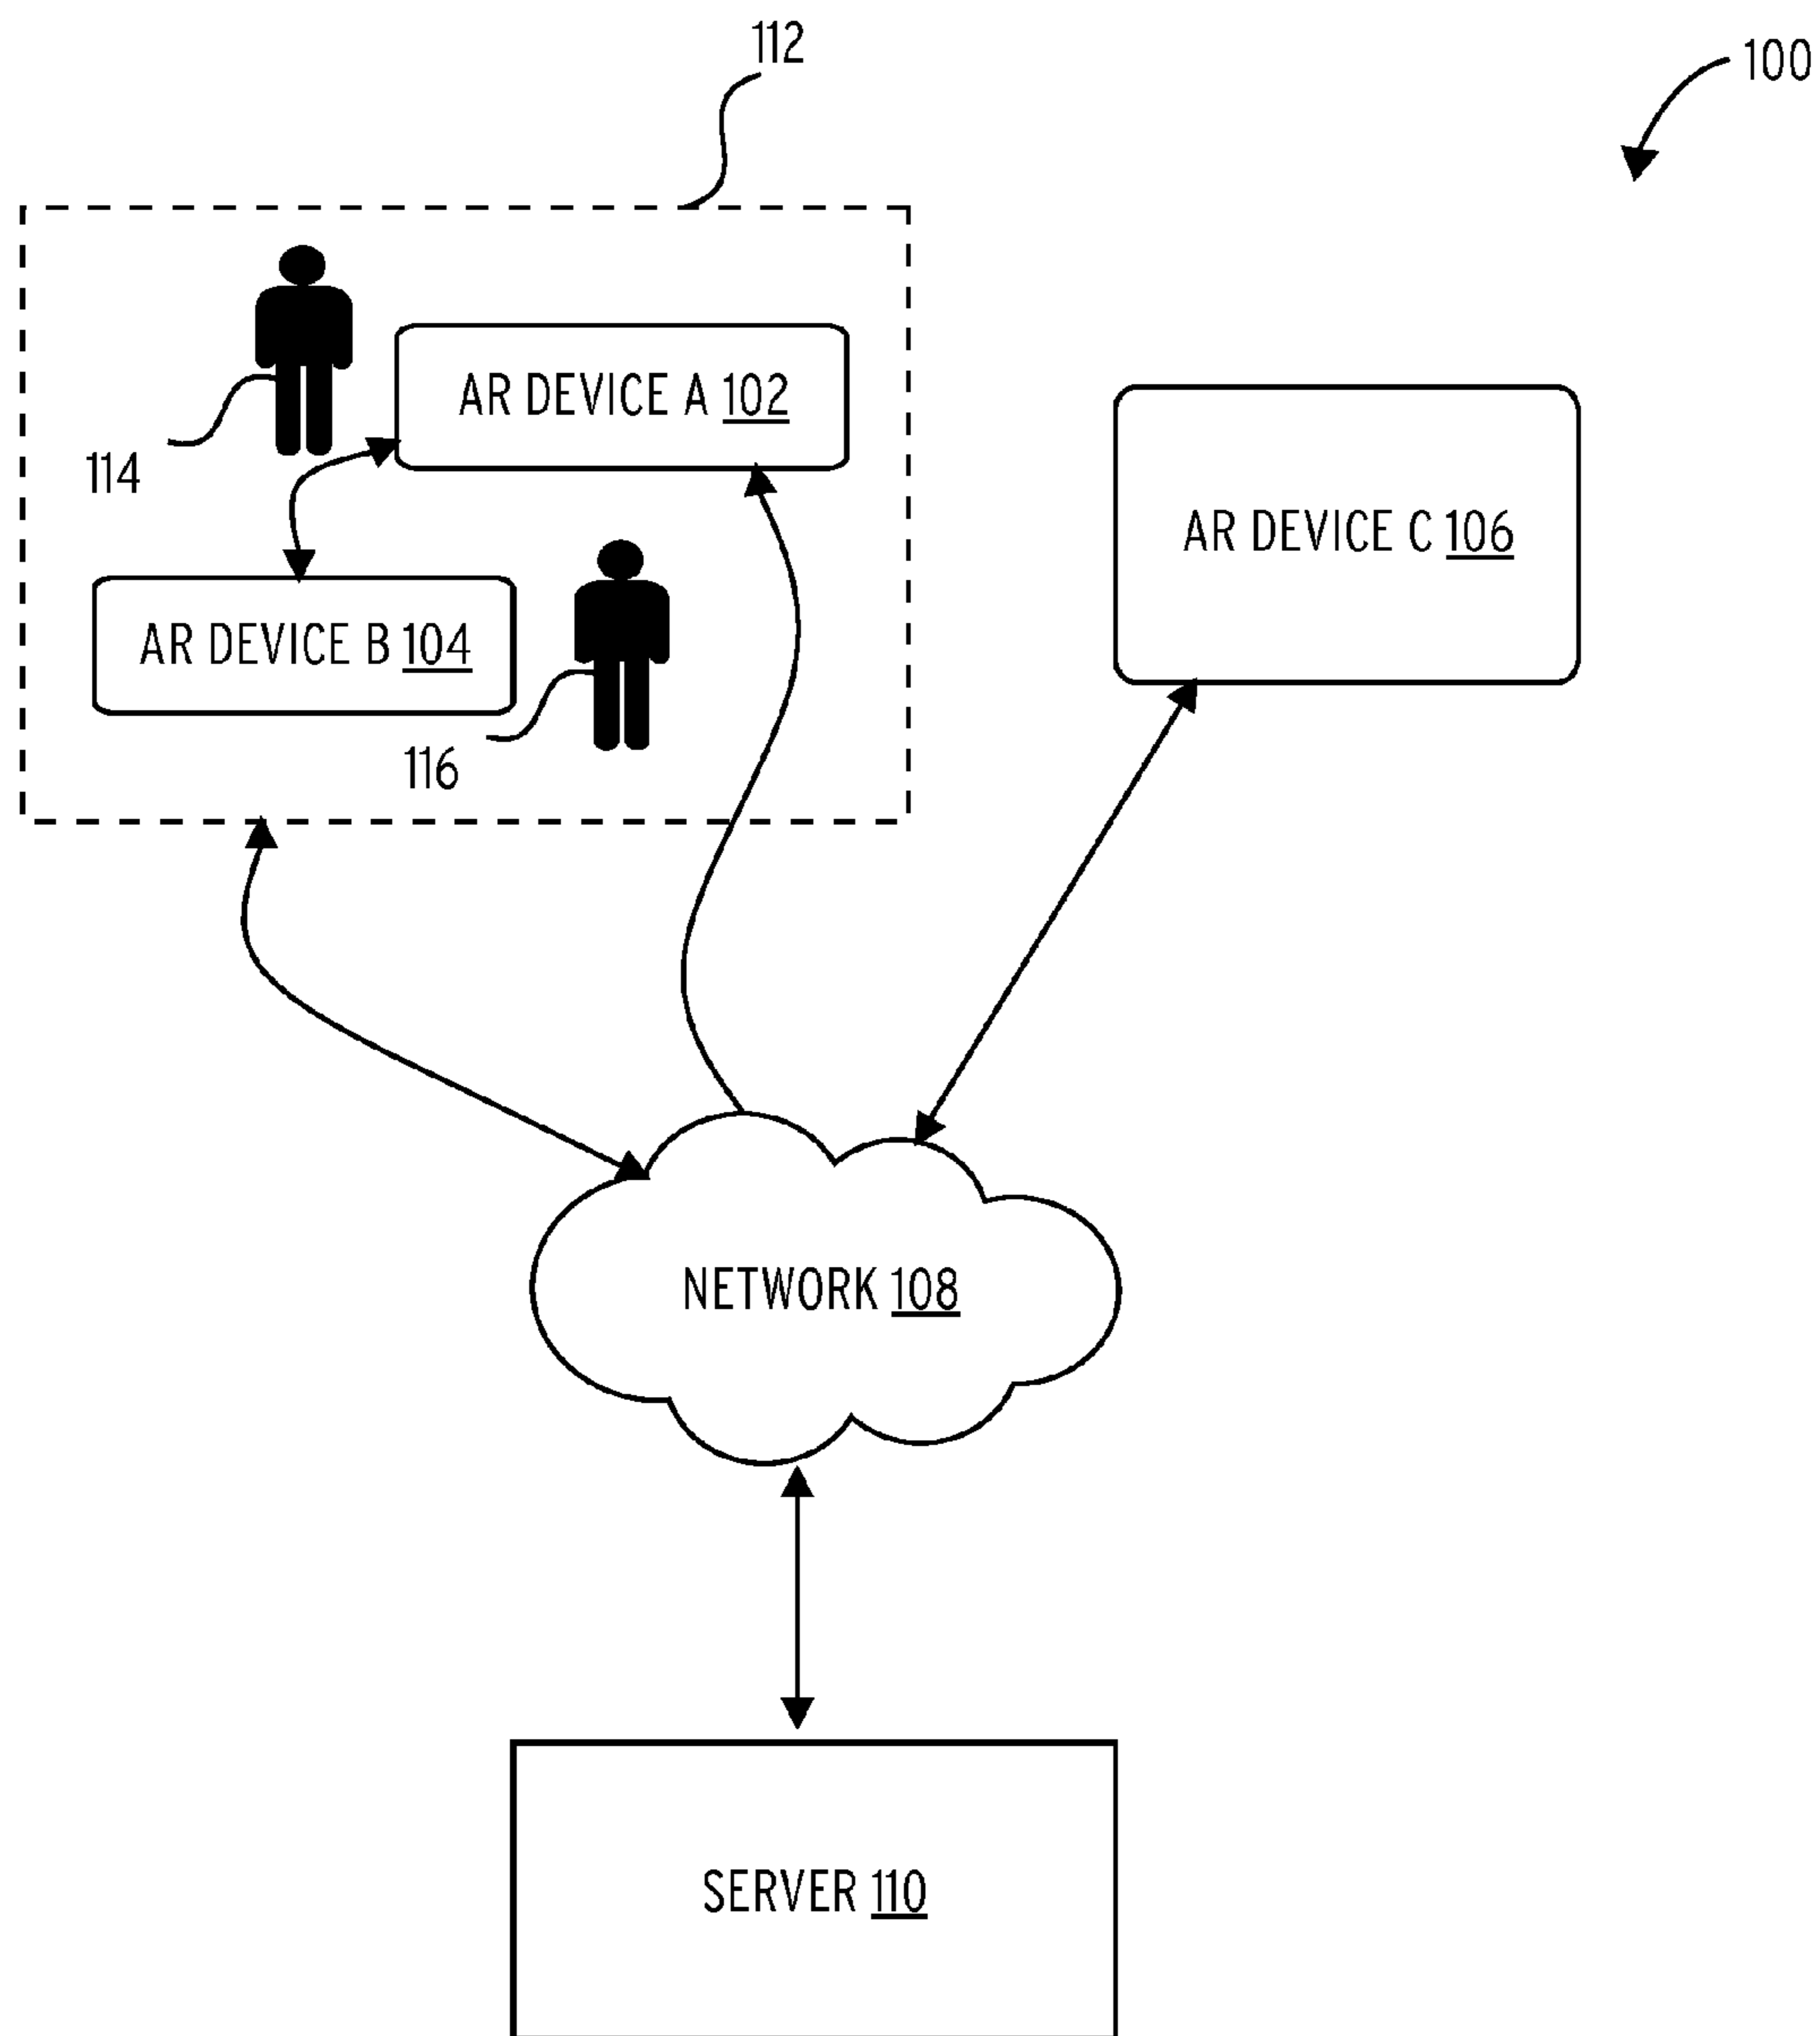 112
100
AR DEVICE A 102
114
AR DEVICE C 106
AR DEVICE B 104
116
NETWORK 108
SERVER 110